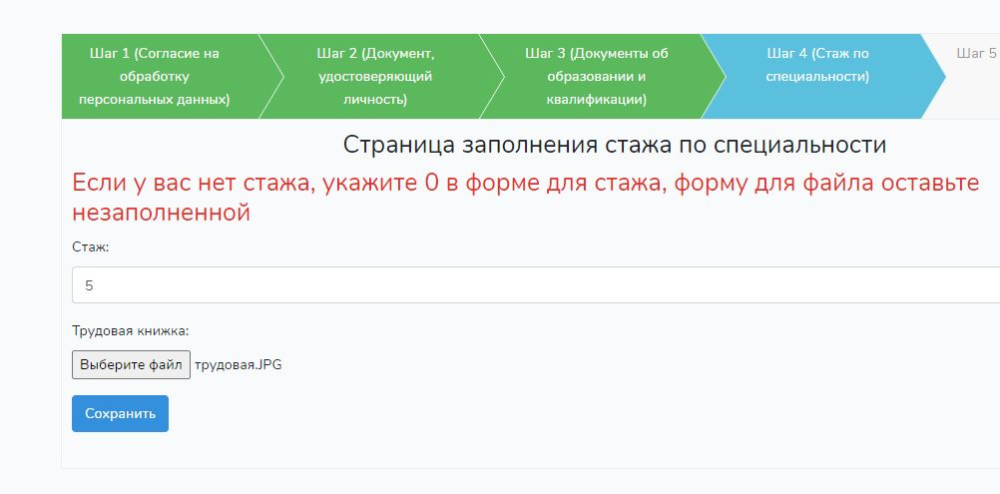 Шаг 1 (Согласие на
обработку
персональных данных)
Шаг 2 (Документ,
удостоверяющий
личность)
Шаг 3 (Документы об
образовании и
квалификации)
Шаг 4 (Стаж по
специальности)
Шаг 5
Страница заполнения стажа по специальности
Если у вас нет стажа, укажите 0 в форме для стажа, форму для файла оставьте
незаполненной
Стаж:
5
Трудовая книжка:
Выберите файл трудовая.JPG
Сохранить